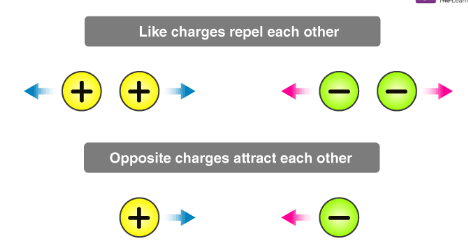 Like charges repel each other
+ + − −
Opposite charges attract each other
+ −